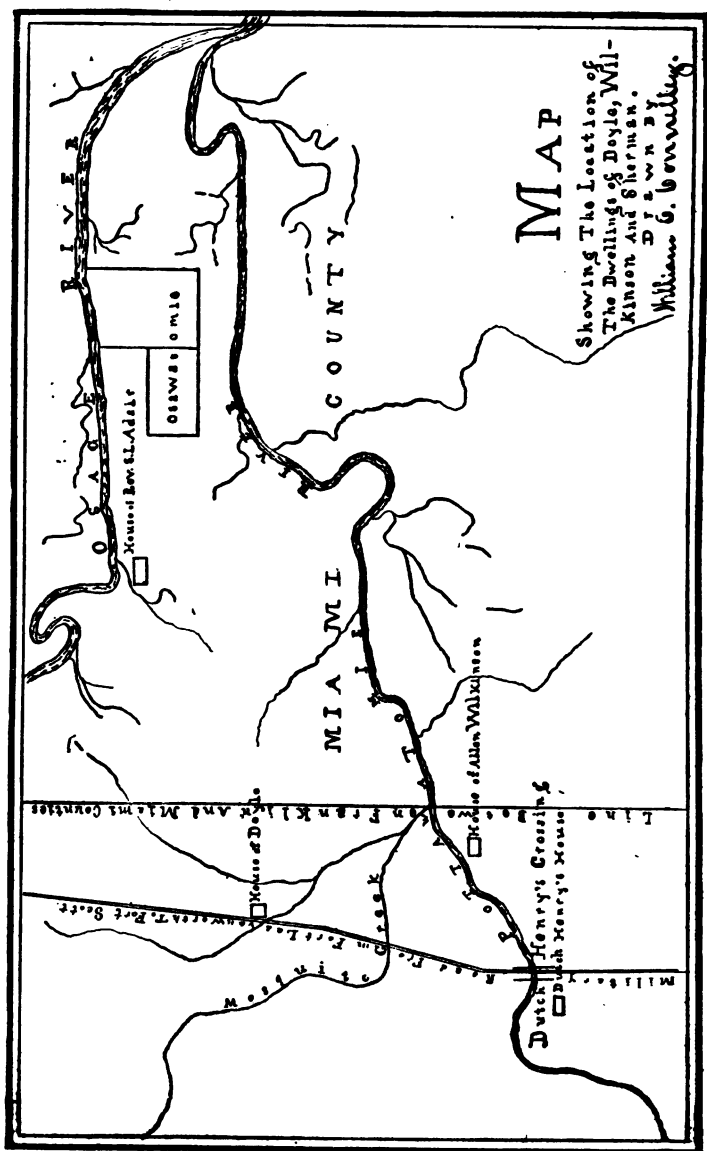 MAP
Showing The Location of
The Dwellings of Doyle, Wil-
kinson And Sherman.
Drawn By
William E. Connelley.
OSAGE RIVER
Osawatomie
House of Rev. S. L. Adair
MIAMI COUNTY
POTTAWATOMIE
Line Between Franklin And Miami Counties
House of Doyle
House of Allen Wilkinson
Mosquito Creek
Military Road From Fort Leavenworth To Fort Scott
Dutch Henry's Crossing
Dutch Henry's House